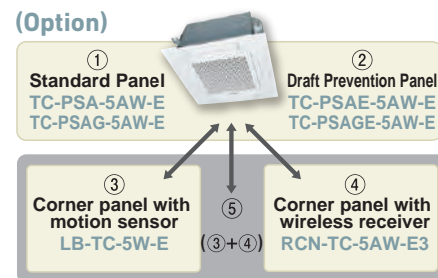 (Option)
①
Standard Panel
TC-PSA-5AW-E
TC-PSAG-5AW-E
②
Draft Prevention Panel
TC-PSAE-5AW-E
TC-PSAGE-5AW-E
③
Corner panel with
motion sensor
LB-TC-5W-E
⑤
(③+④)
④
Corner panel with
wireless receiver
RCN-TC-5AW-E3